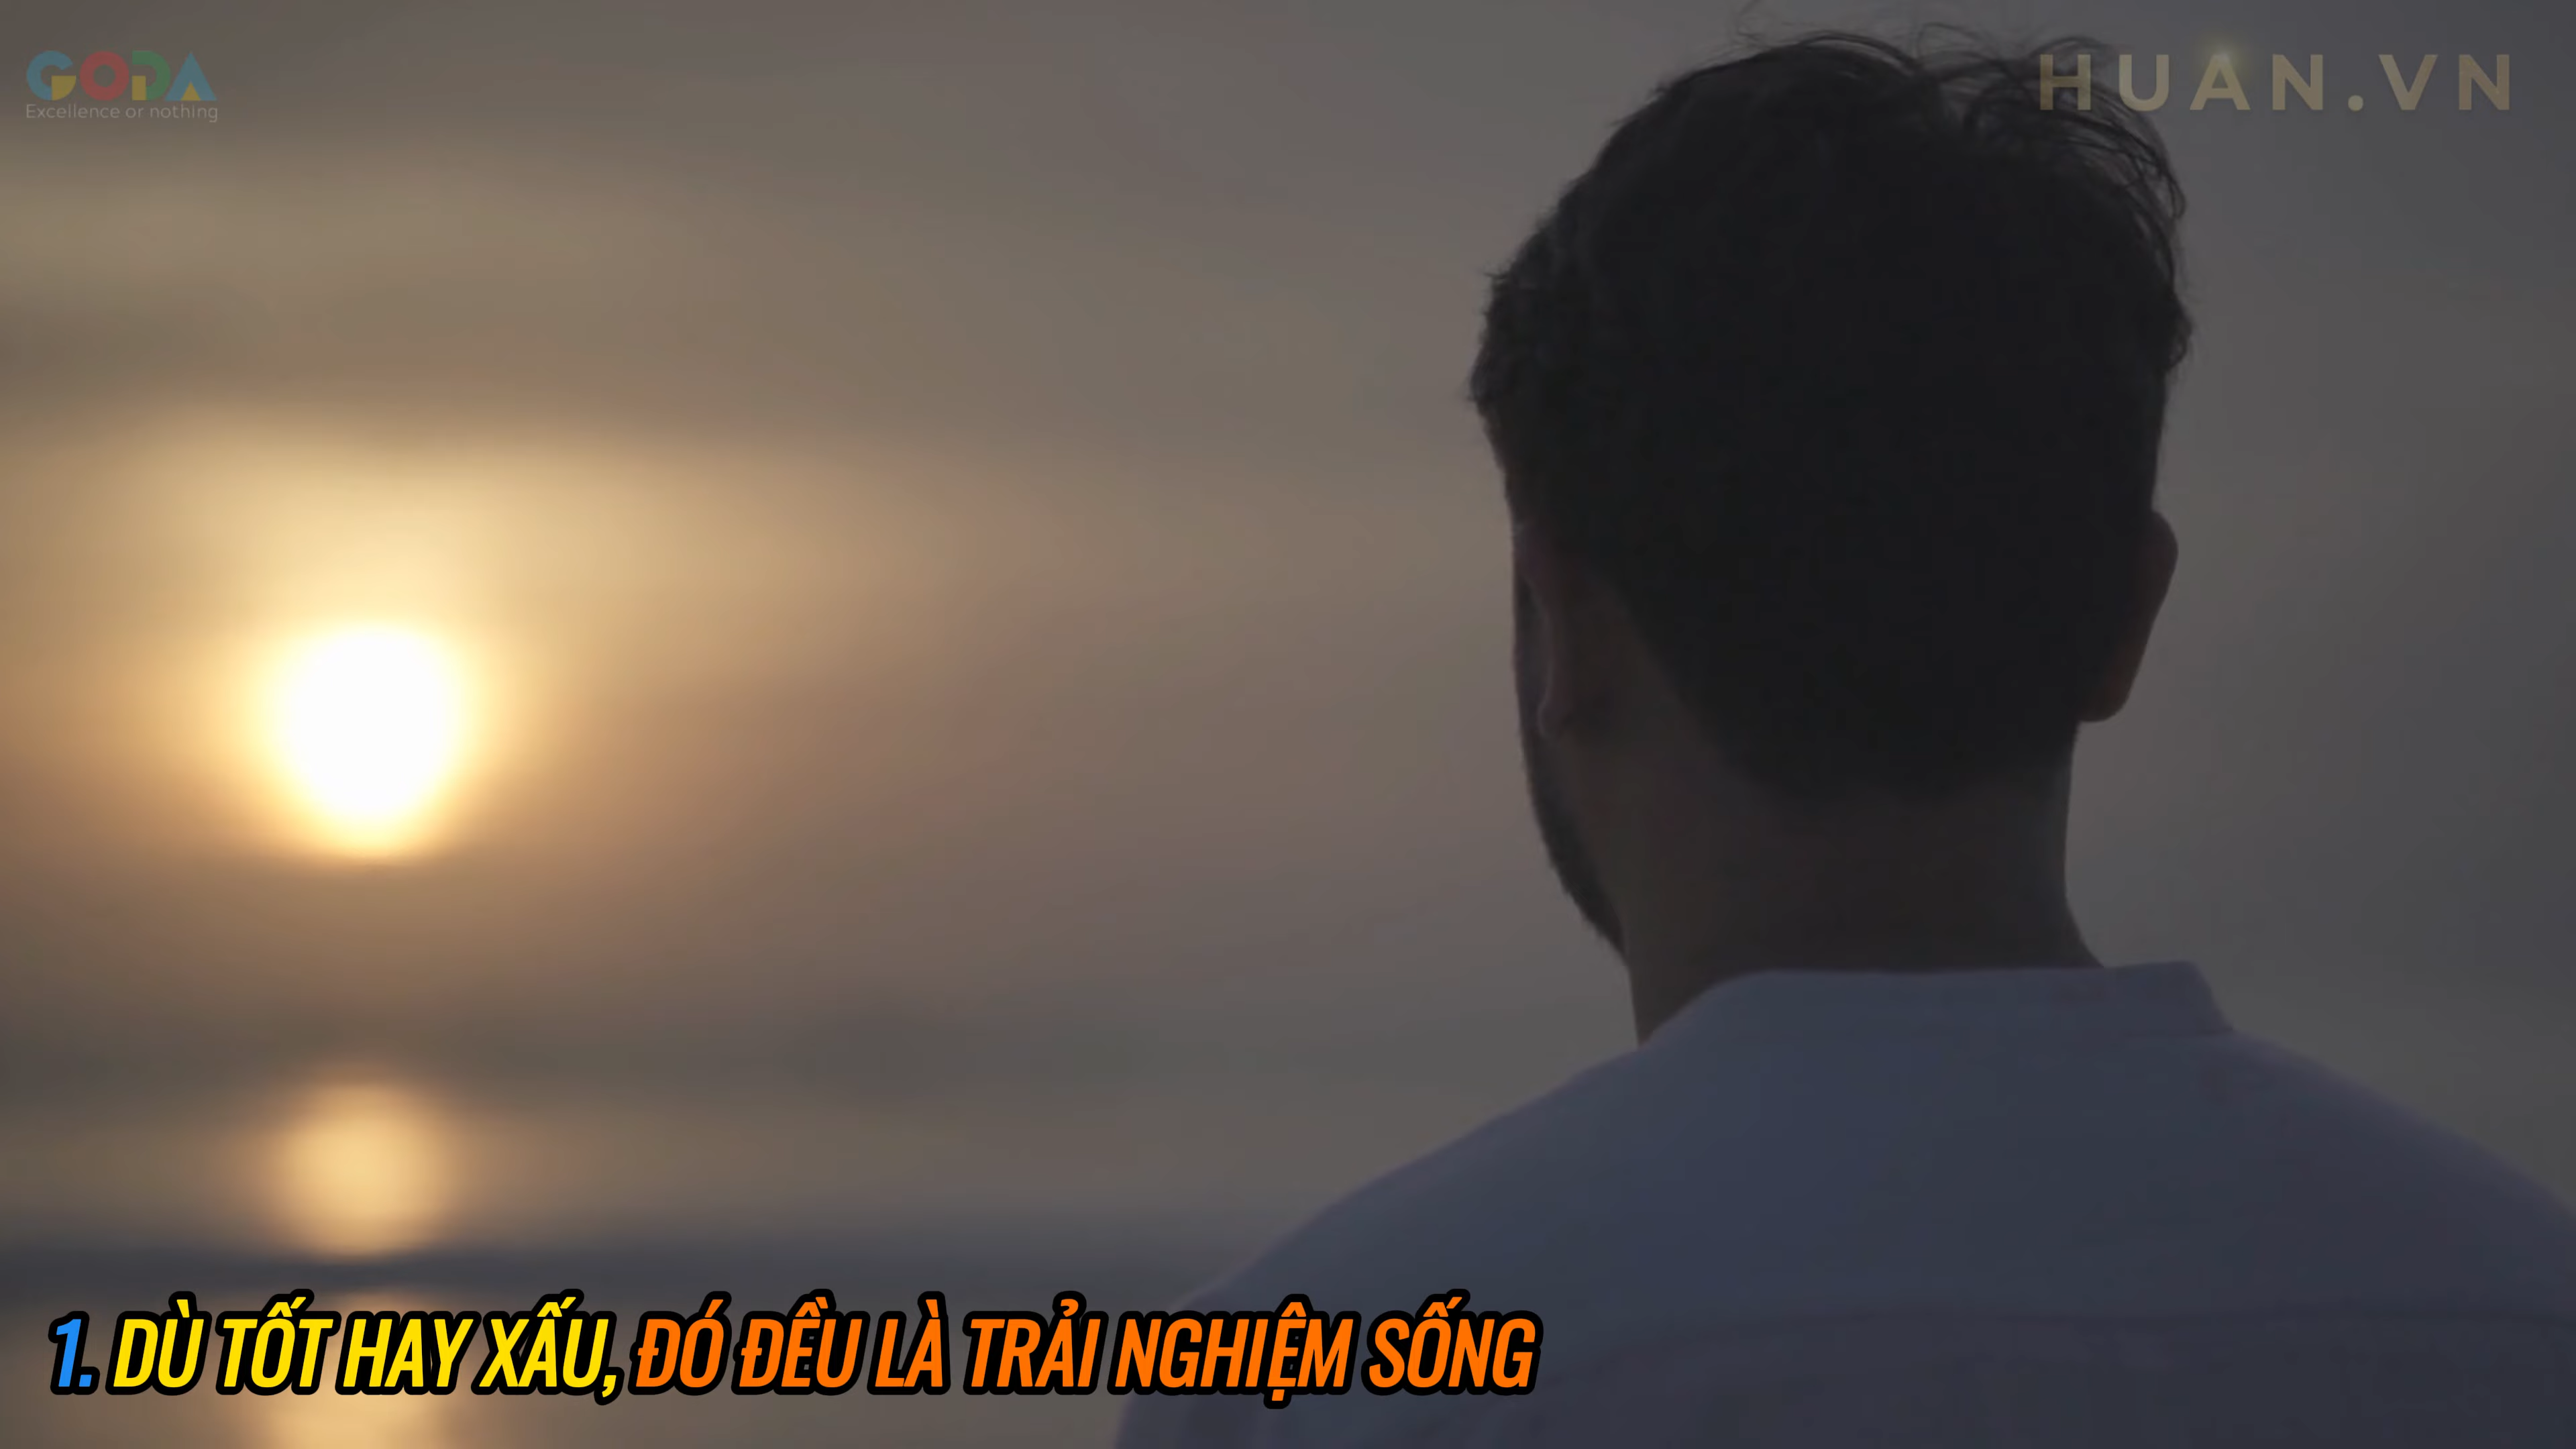 GODA
Excellence or nothing
HUAN.VN
1. DÙ TỐT HAY XẤU, ĐÓ ĐỀU LÀ TRẢI NGHIỆM SỐNG